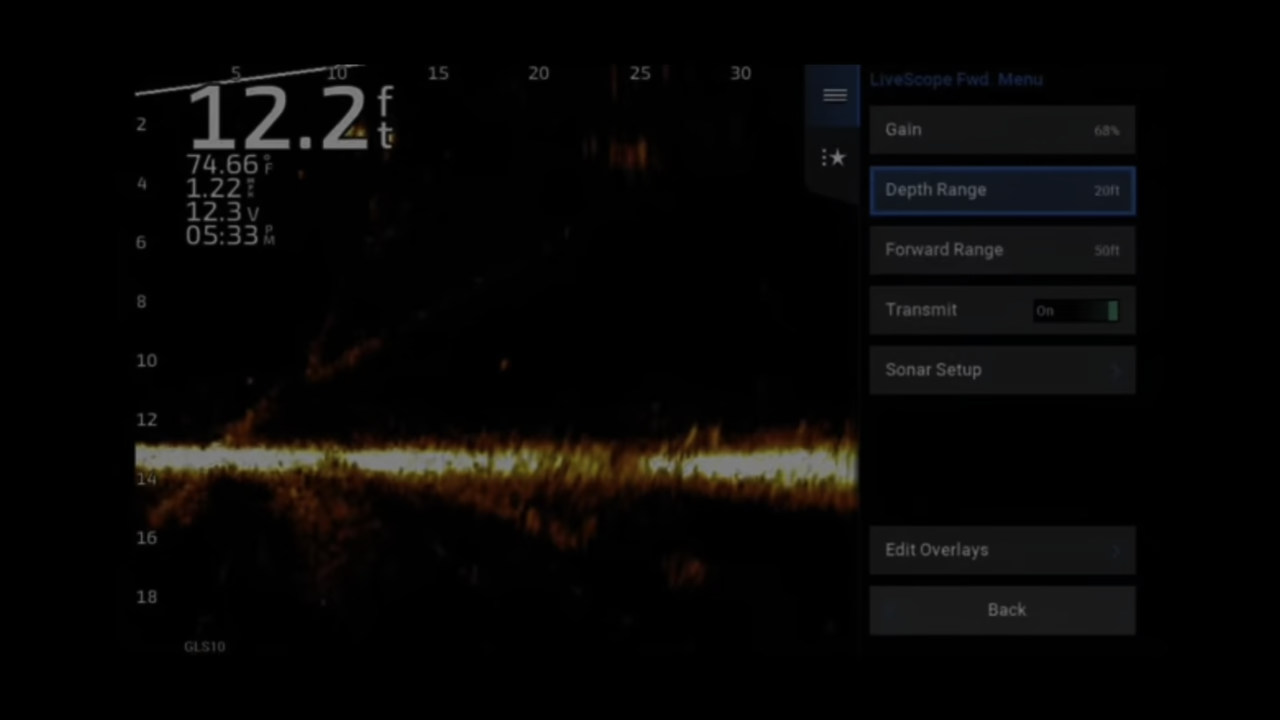 5 10 15 20 25 30
12.2 ft
2
74.66 °F
4
1.22
12.3 V
05:33 PM
6
8
10
12
14
16
18
GLS10
LiveScope Fwd Menu
Gain 68%
Depth Range 20ft
Forward Range 50ft
Transmit On
Sonar Setup
Edit Overlays
Back